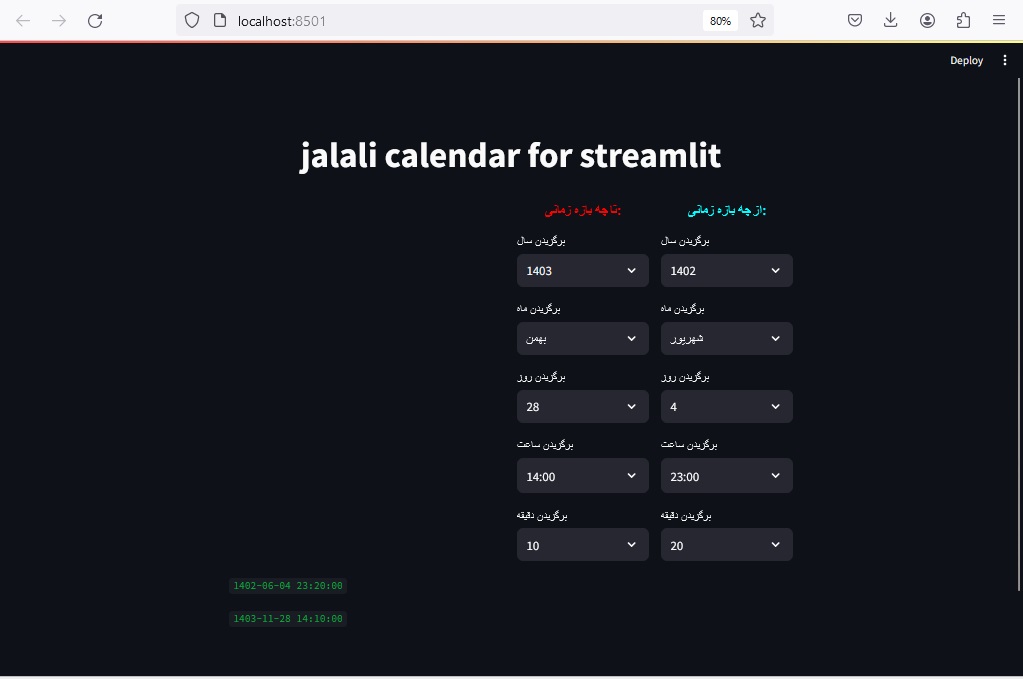 localhost:8501
80%
Deploy
jalali calendar for streamlit
از چه بازه زمانی:
تا چه بازه زمانی:
برگزیدن سال
برگزیدن سال
1402
1403
برگزیدن ماه
برگزیدن ماه
شهریور
بهمن
برگزیدن روز
برگزیدن روز
4
28
برگزیدن ساعت
برگزیدن ساعت
23:00
14:00
برگزیدن دقیقه
برگزیدن دقیقه
20
10
1402-06-04 23:20:00
1403-11-28 14:10:00